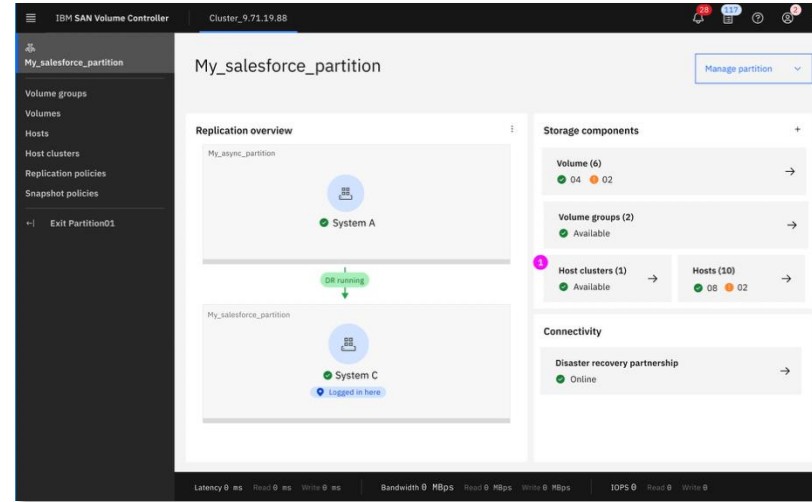 IBM SAN Volume Controller
Cluster_9.71.19.88
28
117
2
My_salesforce_partition
Volume groups
Volumes
Hosts
Host clusters
Replication policies
Snapshot policies
Exit Partition01
My_salesforce_partition
Manage partition
Replication overview
My_async_partition
System A
DR running
My_salesforce_partition
System C
Logged in here
Storage components
+
Volume (6)
04 02
Volume groups (2)
Available
1
Host clusters (1)
Available
Hosts (10)
08 02
Connectivity
Disaster recovery partnership
Online
Latency 0 ms Read 0 ms Write 0 ms Bandwidth 0 MBps Read 0 MBps Write 0 MBps IOPS 0 Read 0 Write 0